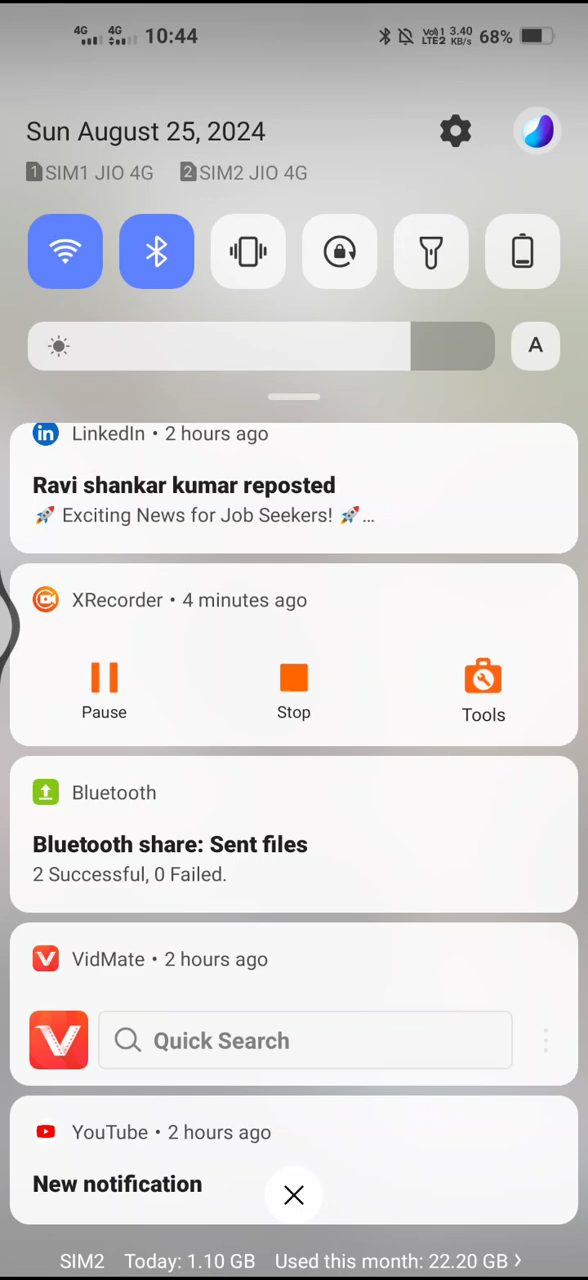 4G 4G 10:44 Vo)) 1 LTE2 3.40 KB/s 68%
Sun August 25, 2024
1 SIM1 JIO 4G 2 SIM2 JIO 4G
A
in LinkedIn • 2 hours ago
Ravi shankar kumar reposted
🚀 Exciting News for Job Seekers! 🚀...
XRecorder • 4 minutes ago
Pause Stop Tools
Bluetooth
Bluetooth share: Sent files
2 Successful, 0 Failed.
VidMate • 2 hours ago
Quick Search
YouTube • 2 hours ago
New notification
SIM2 Today: 1.10 GB Used this month: 22.20 GB >